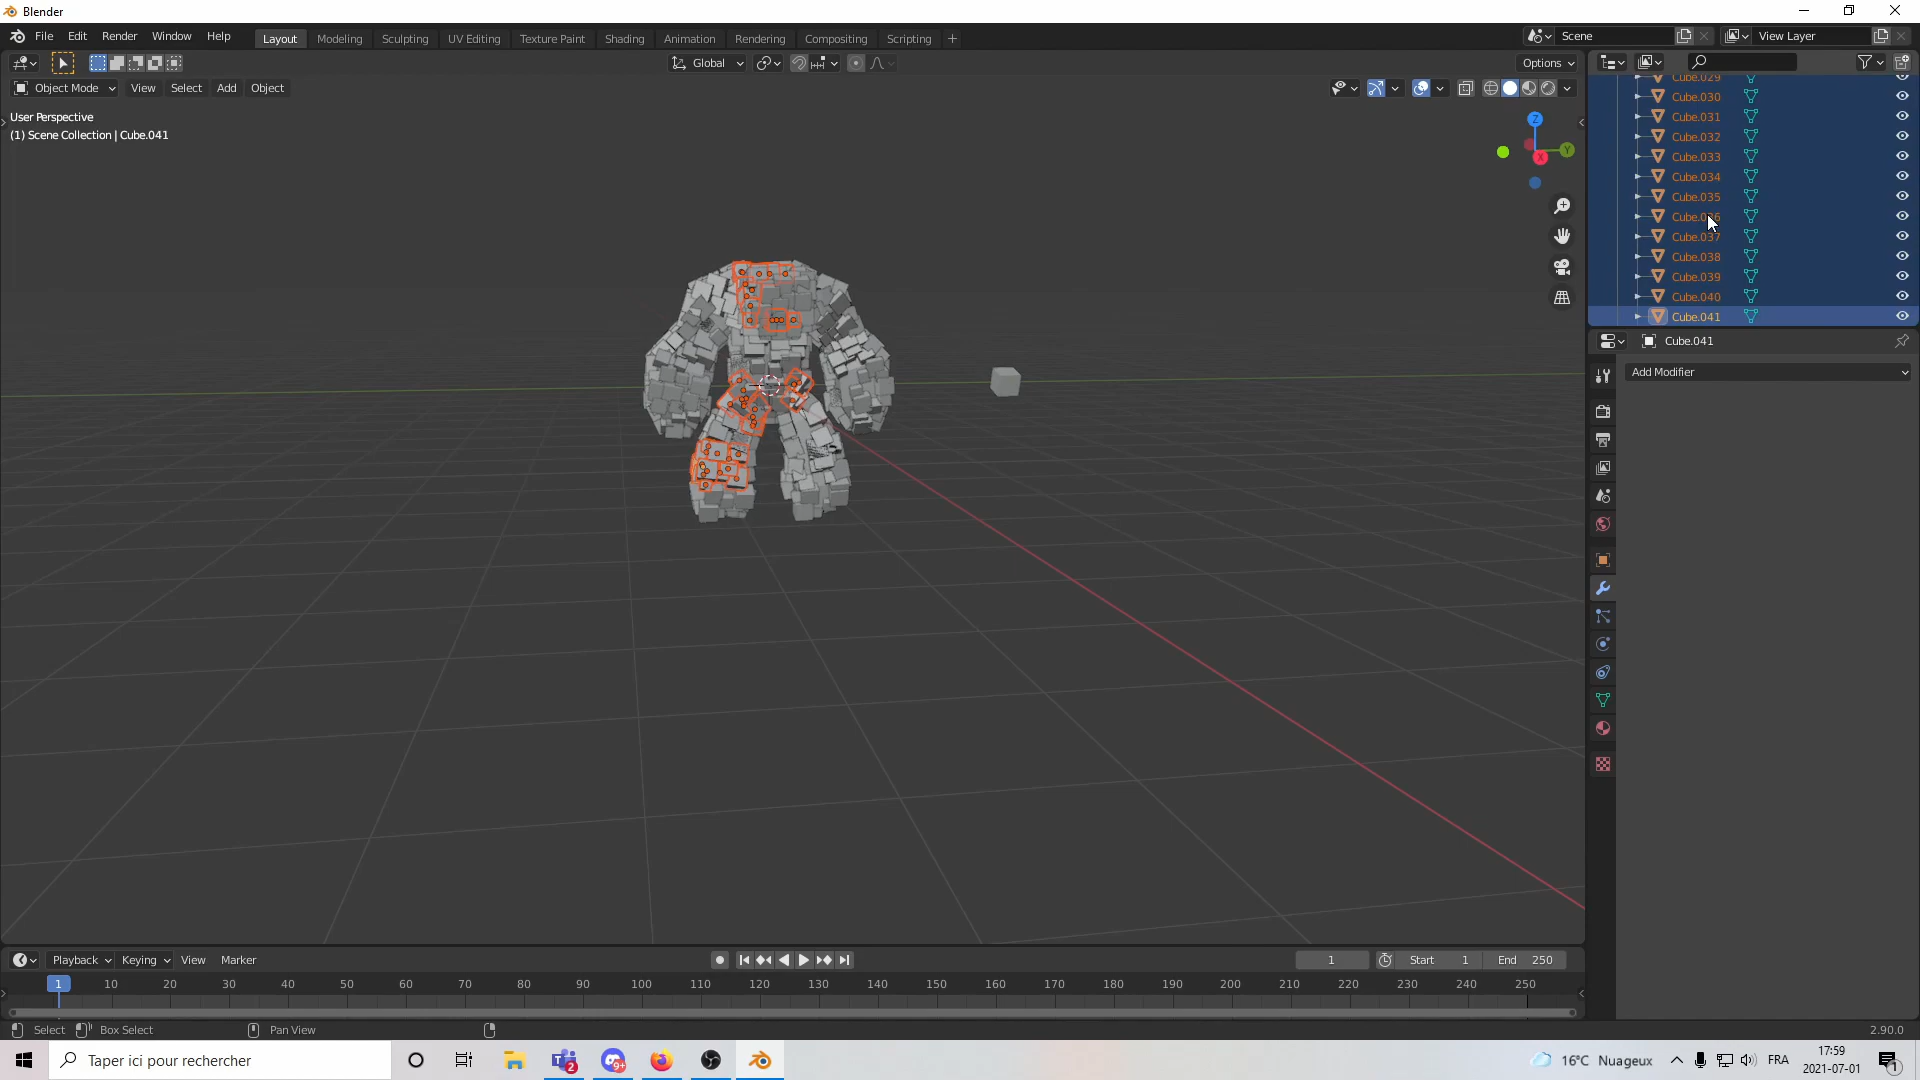 Blender
File Edit Render Window Help Layout Modeling Sculpting UV Editing Texture Paint Shading Animation Rendering Compositing Scripting Scene View Layer
Global Options
Object Mode View Select Add Object
User Perspective
(1) Scene Collection | Cube.041
Z
Y
X
Cube.029
Cube.030
Cube.031
Cube.032
Cube.033
Cube.034
Cube.035
Cube.036
Cube.037
Cube.038
Cube.039
Cube.040
Cube.041
Cube.041
Add Modifier
Playback Keying View Marker 1 Start 1 End 250
1 10 20 30 40 50 60 70 80 90 100 110 120 130 140 150 160 170 180 190 200 210 220 230 240 250
Select Box Select Pan View 2.90.0
Taper ici pour rechercher 2 9+ 16°C Nuageux FRA 17:59
2021-07-01 1